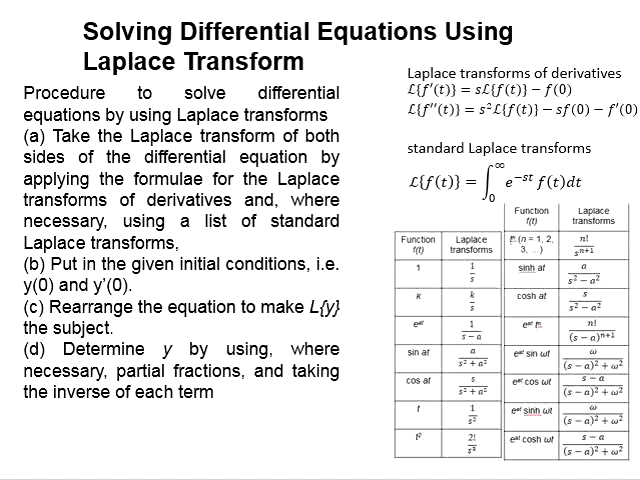 Solving Differential Equations Using
Laplace Transform
Procedure to solve differential
equations by using Laplace transforms
(a) Take the Laplace transform of both
sides of the differential equation by
applying the formulae for the Laplace
transforms of derivatives and, where
necessary, using a list of standard
Laplace transforms,
(b) Put in the given initial conditions, i.e.
y(0) and y’(0).
(c) Rearrange the equation to make L{y}
the subject.
(d) Determine y by using, where
necessary, partial fractions, and taking
the inverse of each term
Laplace transforms of derivatives
ℒ{f′(t)} = sℒ{f(t)} − f(0)
ℒ{f′′(t)} = s²ℒ{f(t)} − sf(0) − f′(0)
standard Laplace transforms
ℒ{f(t)} = ∫₀^∞ e^(−st) f(t)dt
Function f(t) | Laplace transforms
1 | 1/s
k | k/s
e^(at) | 1/(s − a)
sin at | a/(s² + a²)
cos at | s/(s² + a²)
t | 1/s²
t² | 2!/s³
Function f(t) | Laplace transforms
tⁿ (n = 1, 2, 3, ...) | n!/s^(n+1)
sinh at | a/(s² − a²)
cosh at | s/(s² − a²)
e^(at) tⁿ | n!/(s − a)^(n+1)
e^(at) sin ωt | ω/((s − a)² + ω²)
e^(at) cos ωt | (s − a)/((s − a)² + ω²)
e^(at) sinh ωt | ω/((s − a)² + ω²)
e^(at) cosh ωt | (s − a)/((s − a)² + ω²)